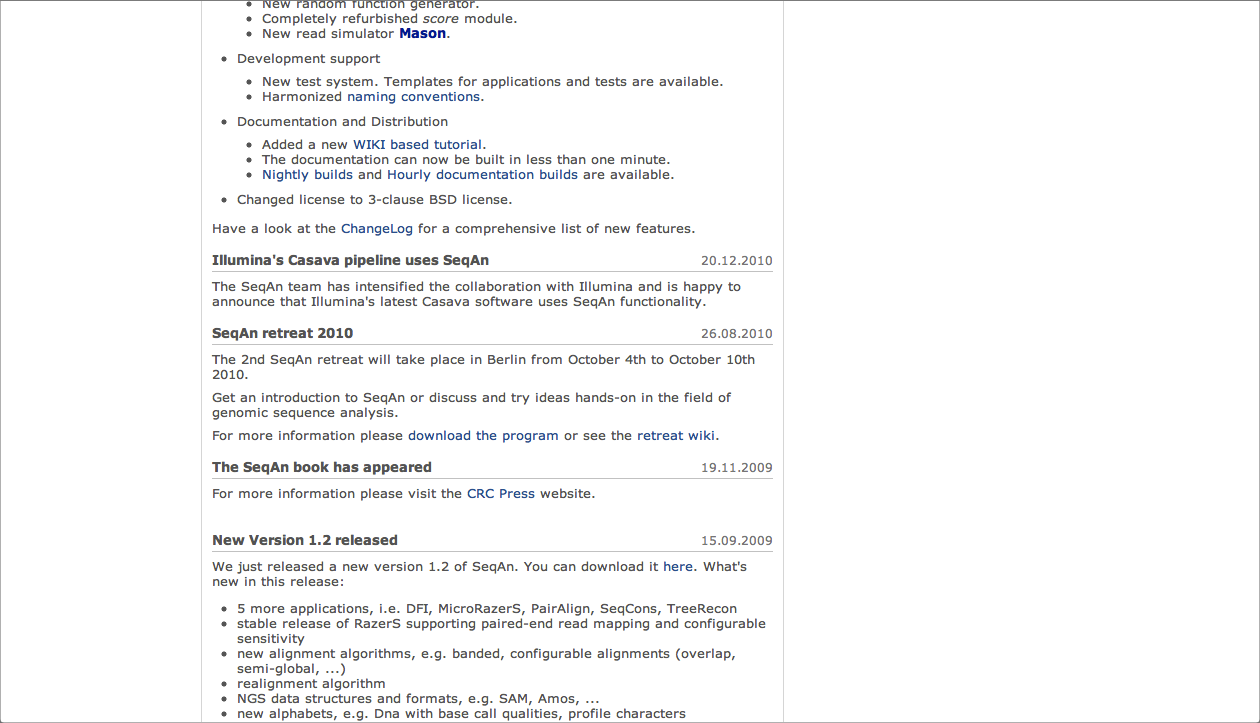 New random function generator.
Completely refurbished score module.
New read simulator Mason.
Development support
New test system. Templates for applications and tests are available.
Harmonized naming conventions.
Documentation and Distribution
Added a new WIKI based tutorial.
The documentation can now be built in less than one minute.
Nightly builds and Hourly documentation builds are available.
Changed license to 3-clause BSD license.
Have a look at the ChangeLog for a comprehensive list of new features.
Illumina's Casava pipeline uses SeqAn 20.12.2010
The SeqAn team has intensified the collaboration with Illumina and is happy to
announce that Illumina's latest Casava software uses SeqAn functionality.
SeqAn retreat 2010 26.08.2010
The 2nd SeqAn retreat will take place in Berlin from October 4th to October 10th
2010.
Get an introduction to SeqAn or discuss and try ideas hands-on in the field of
genomic sequence analysis.
For more information please download the program or see the retreat wiki.
The SeqAn book has appeared 19.11.2009
For more information please visit the CRC Press website.
New Version 1.2 released 15.09.2009
We just released a new version 1.2 of SeqAn. You can download it here. What's
new in this release:
5 more applications, i.e. DFI, MicroRazerS, PairAlign, SeqCons, TreeRecon
stable release of RazerS supporting paired-end read mapping and configurable
sensitivity
new alignment algorithms, e.g. banded, configurable alignments (overlap,
semi-global, ...)
realignment algorithm
NGS data structures and formats, e.g. SAM, Amos, ...
new alphabets, e.g. Dna with base call qualities, profile characters